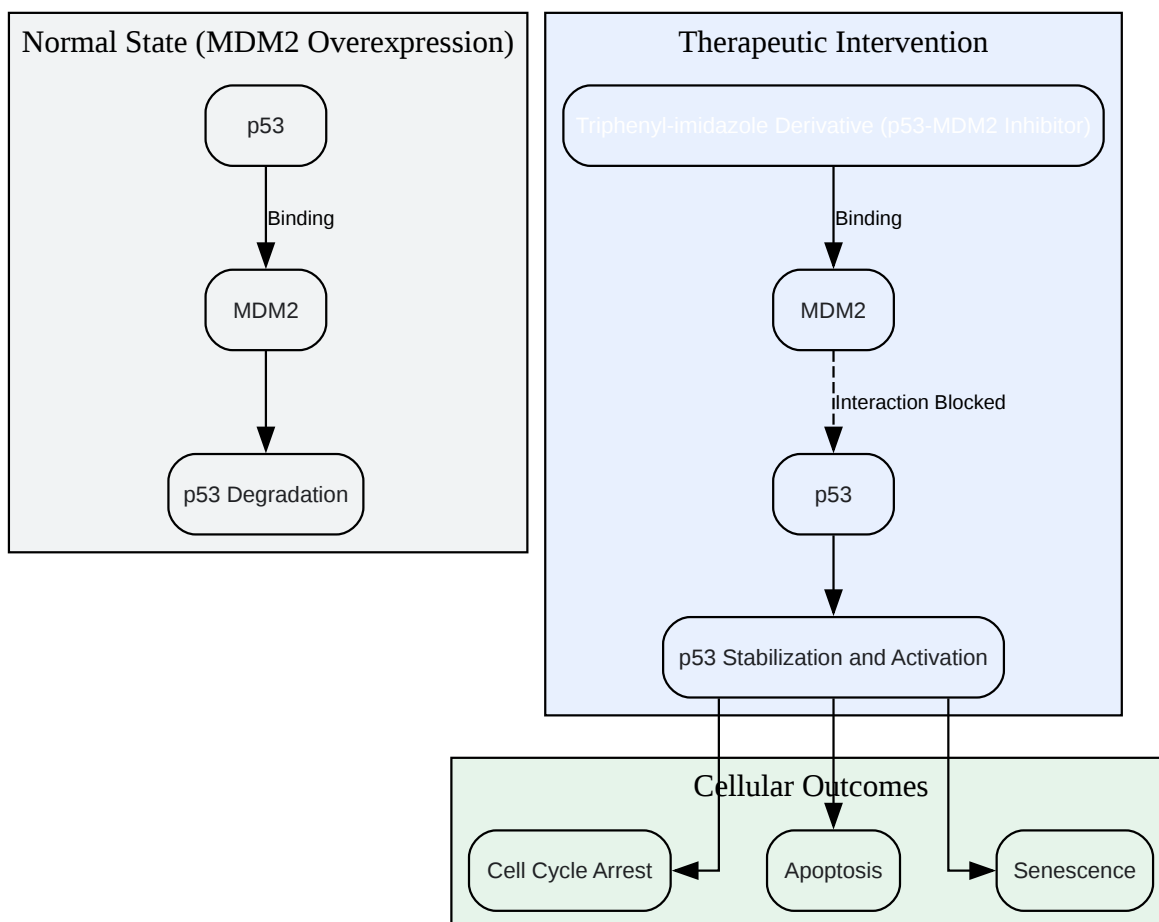 Normal State (MDM2 Overexpression)
p53
Binding
MDM2
p53 Degradation
Therapeutic Intervention
Triphenyl-imidazole Derivative (p53-MDM2 Inhibitor)
Binding
MDM2
Interaction Blocked
p53
p53 Stabilization and Activation
Cellular Outcomes
Cell Cycle Arrest
Apoptosis
Senescence